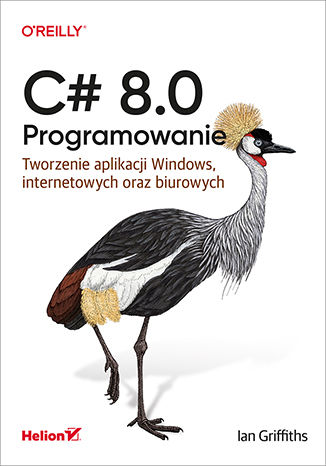 O'REILLY®
C# 8.0
Programowanie
Tworzenie aplikacji Windows,
internetowych oraz biurowych
Helion
Ian Griffiths